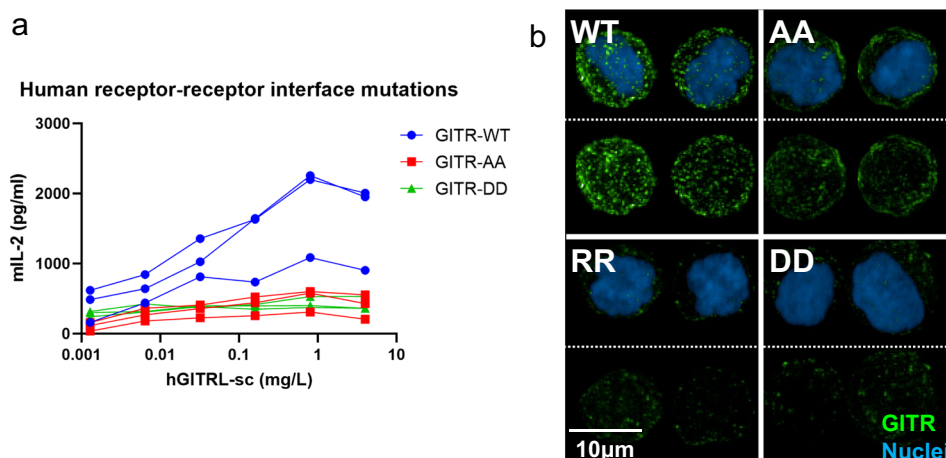 a
Human receptor-receptor interface mutations
3000
2000
1000
0
0.001
0.01
0.1
1
10
mIL-2 (pg/ml)
hGITRL-sc (mg/L)
GITR-WT
GITR-AA
GITR-DD
b
WT
AA
RR
DD
10μm
GITR
Nuclei